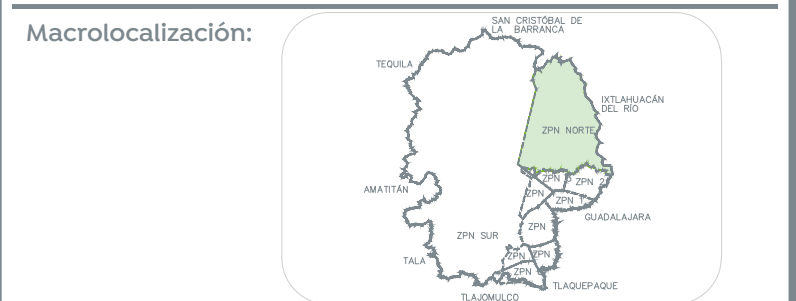 Macrolocalización:
SAN CRISTÓBAL DE
LA BARRANCA
TEQUILA
IXTLAHUACÁN
DEL RÍO
ZPN NORTE
ZPN
ZPN 2
AMATITÁN
ZPN
ZPN 1
GUADALAJARA
ZPN
ZPN SUR
ZPN
ZPN
TALA
ZPN
TLAQUEPAQUE
TLAJOMULCO